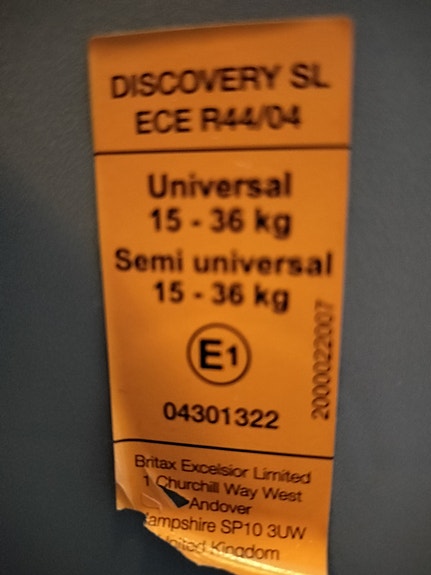 DISCOVERY SL
ECE R44/04
Universal
15 - 36 kg
Semi universal
15 - 36 kg
E1
04301322
2000022007
Britax Excelsior Limited
1 Churchill Way West
Andover
Hampshire SP10 3UW
United Kingdom